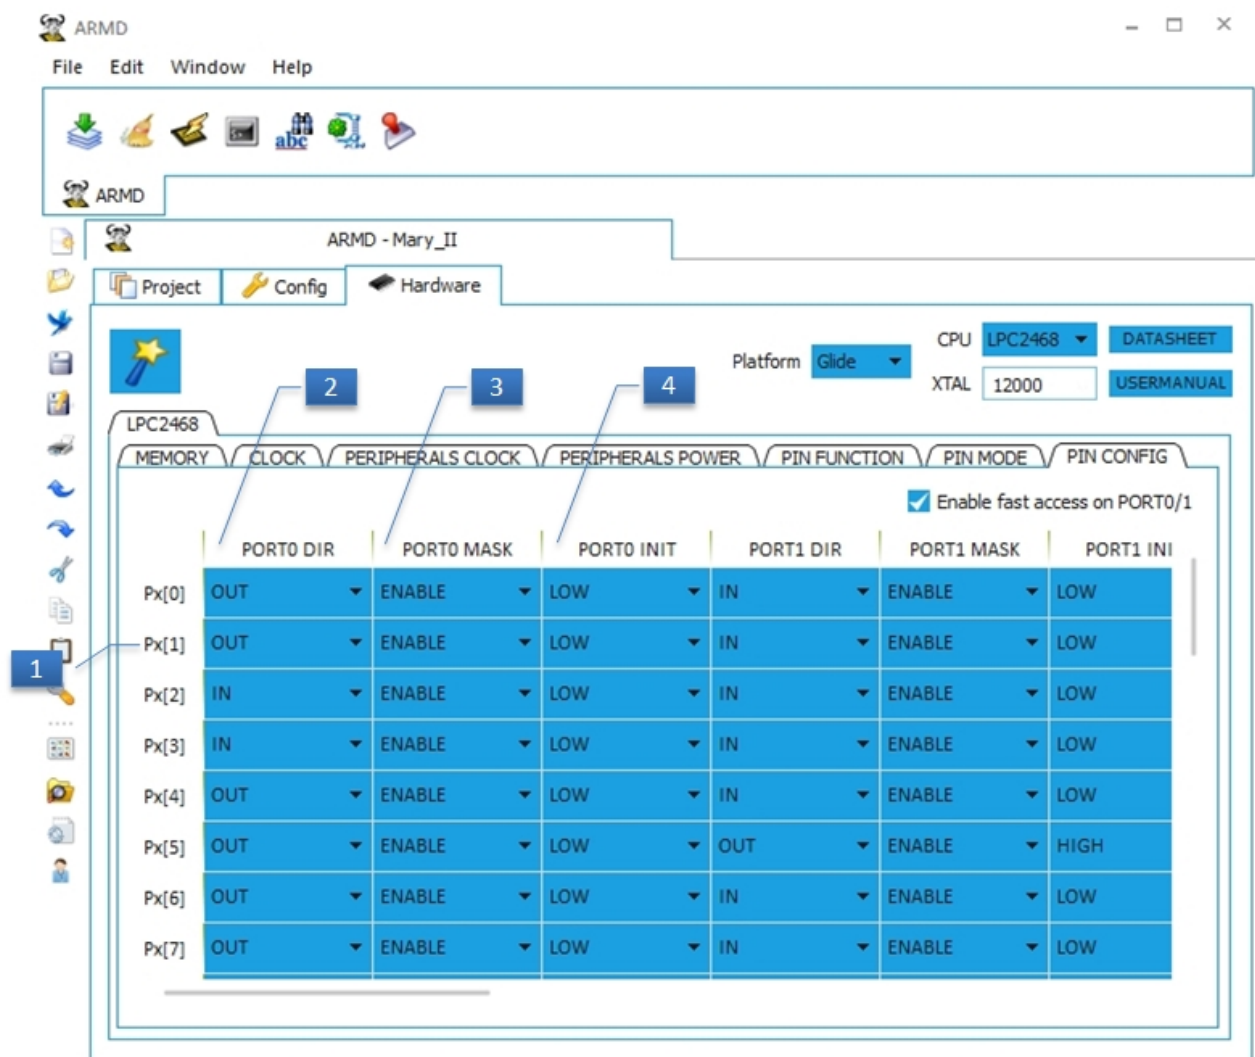 ARMD
File Edit Window Help
abc
ARMD
ARMD - Mary_II
Project Config Hardware
Platform Glide CPU LPC2468 DATASHEET
XTAL 12000 USERMANUAL
2 3 4
LPC2468
MEMORY CLOCK PERIPHERALS CLOCK PERIPHERALS POWER PIN FUNCTION PIN MODE PIN CONFIG
Enable fast access on PORT0/1
PORT0 DIR PORT0 MASK PORT0 INIT PORT1 DIR PORT1 MASK PORT1 INI
Px[0] OUT ENABLE LOW IN ENABLE LOW
Px[1] OUT ENABLE LOW IN ENABLE LOW
1
Px[2] IN ENABLE LOW IN ENABLE LOW
Px[3] IN ENABLE LOW IN ENABLE LOW
Px[4] OUT ENABLE LOW IN ENABLE LOW
Px[5] OUT ENABLE LOW OUT ENABLE HIGH
Px[6] OUT ENABLE LOW IN ENABLE LOW
Px[7] OUT ENABLE LOW IN ENABLE LOW